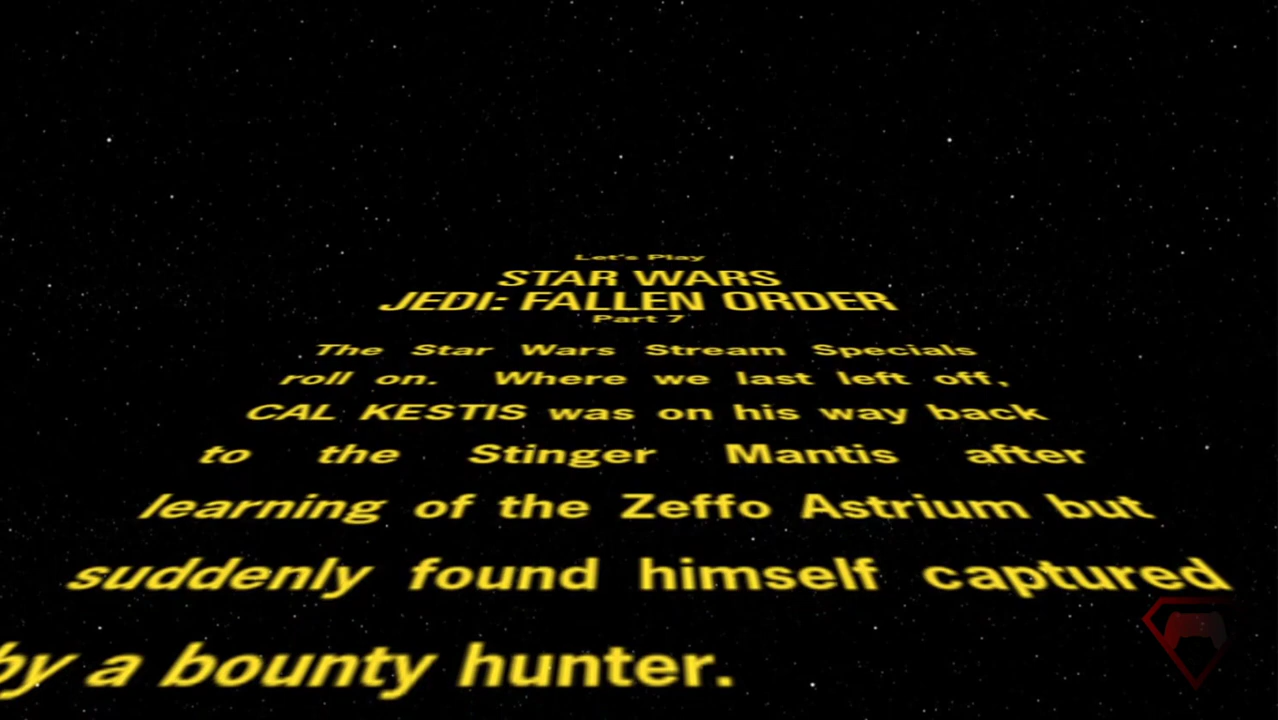 Let's Play
STAR WARS
JEDI: FALLEN ORDER
Part 7
The Star Wars Stream Specials
roll on. Where we last left off,
CAL KESTIS was on his way back
to the Stinger Mantis after
learning of the Zeffo Astrium but
suddenly found himself captured
by a bounty hunter.